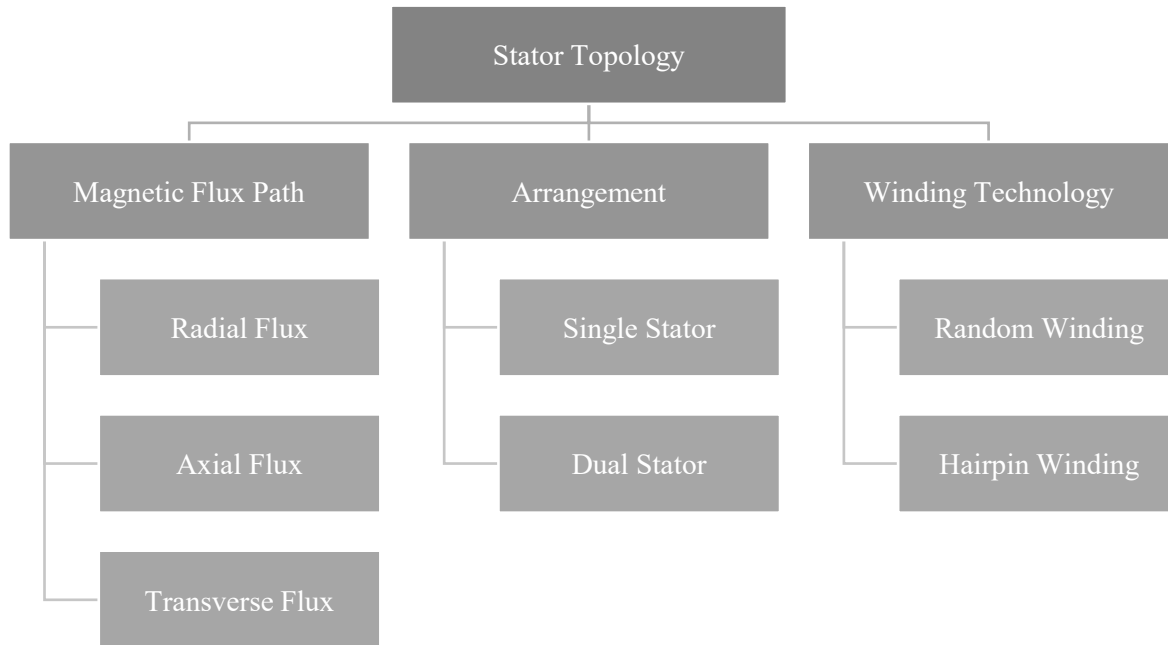 Stator Topology
Magnetic Flux Path
Arrangement
Winding Technology
Radial Flux
Single Stator
Random Winding
Axial Flux
Dual Stator
Hairpin Winding
Transverse Flux